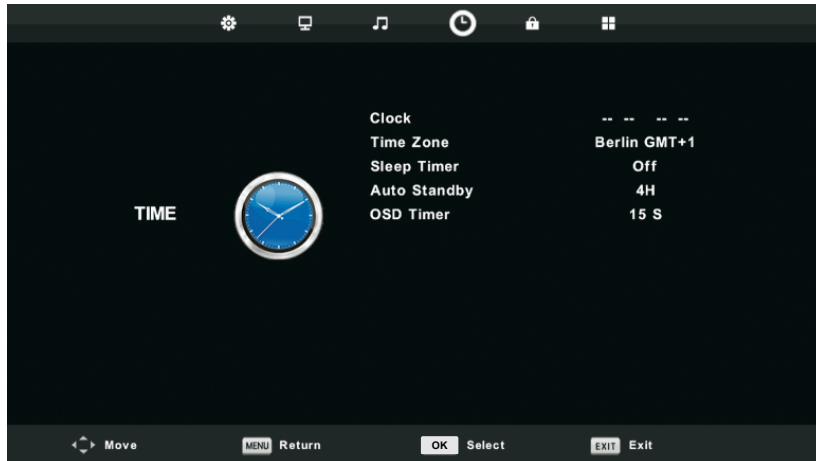 Clock -- -- -- --
Time Zone Berlin GMT+1
Sleep Timer Off
Auto Standby 4H
TIME
OSD Timer 15 S
Move MENU Return OK Select EXIT Exit